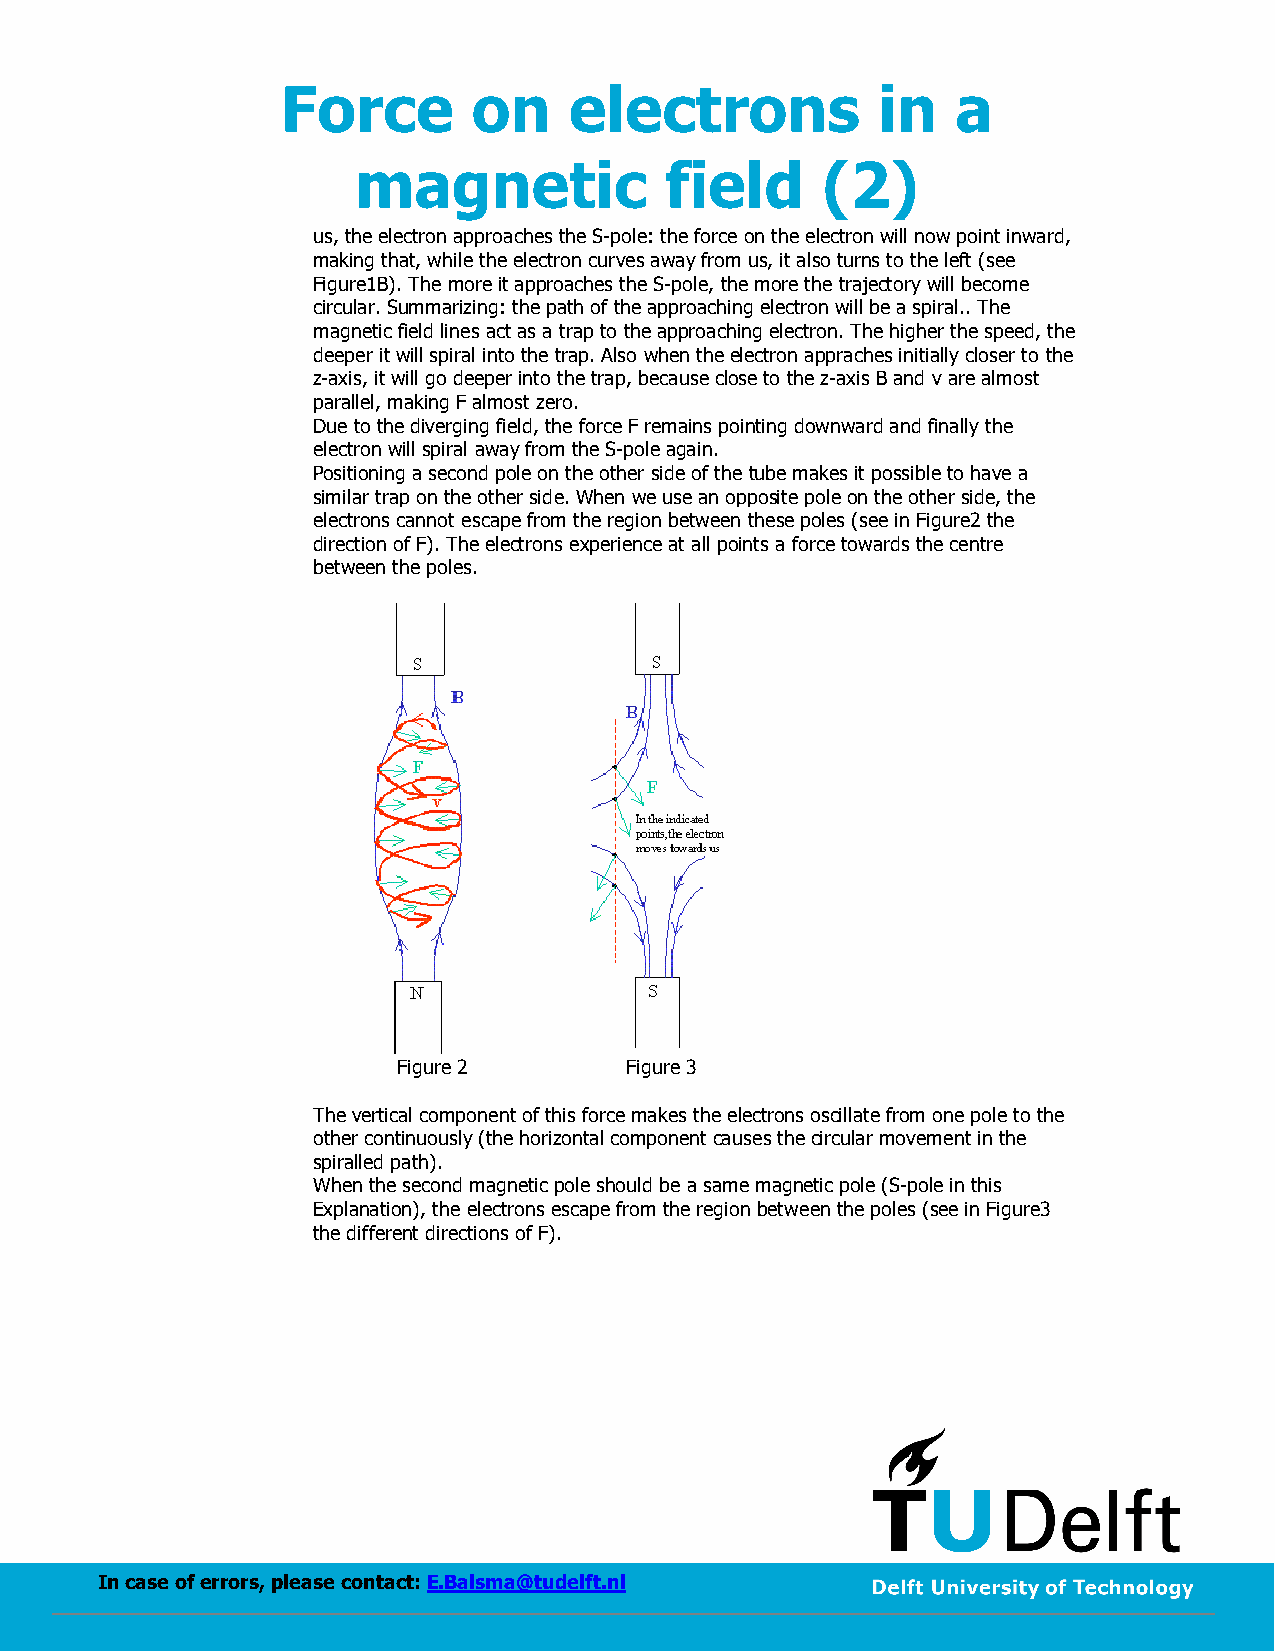 Force on electrons in a
magnetic field (2)
us, the electron approaches the S-pole: the force on the electron will now point inward,
making that, while the electron curves away from us, it also turns to the left (see
Figure1B). The more it approaches the S-pole, the more the trajectory will become
circular. Summarizing: the path of the approaching electron will be a spiral.. The
magnetic field lines act as a trap to the approaching electron. The higher the speed, the
deeper it will spiral into the trap. Also when the electron appraches initially closer to the
z-axis, it will go deeper into the trap, because close to the z-axis B and v are almost
parallel, making F almost zero.
Due to the diverging field, the force F remains pointing downward and finally the
electron will spiral away from the S-pole again.
Positioning a second pole on the other side of the tube makes it possible to have a
similar trap on the other side. When we use an opposite pole on the other side, the
electrons cannot escape from the region between these poles (see in Figure2 the
direction of F). The electrons experience at all points a force towards the centre
between the poles.
S S
B
B
F
F
v
In the indicated
points,the electron
moves towards us
N S
Figure 2 Figure 3
The vertical component of this force makes the electrons oscillate from one pole to the
other continuously (the horizontal component causes the circular movement in the
spiralled path).
When the second magnetic pole should be a same magnetic pole (S-pole in this
Explanation), the electrons escape from the region between the poles (see in Figure3
the different directions of F).
TUDelft
In case of errors, please contact: E.Balsma@tudelft.nl
Delft University of Technology